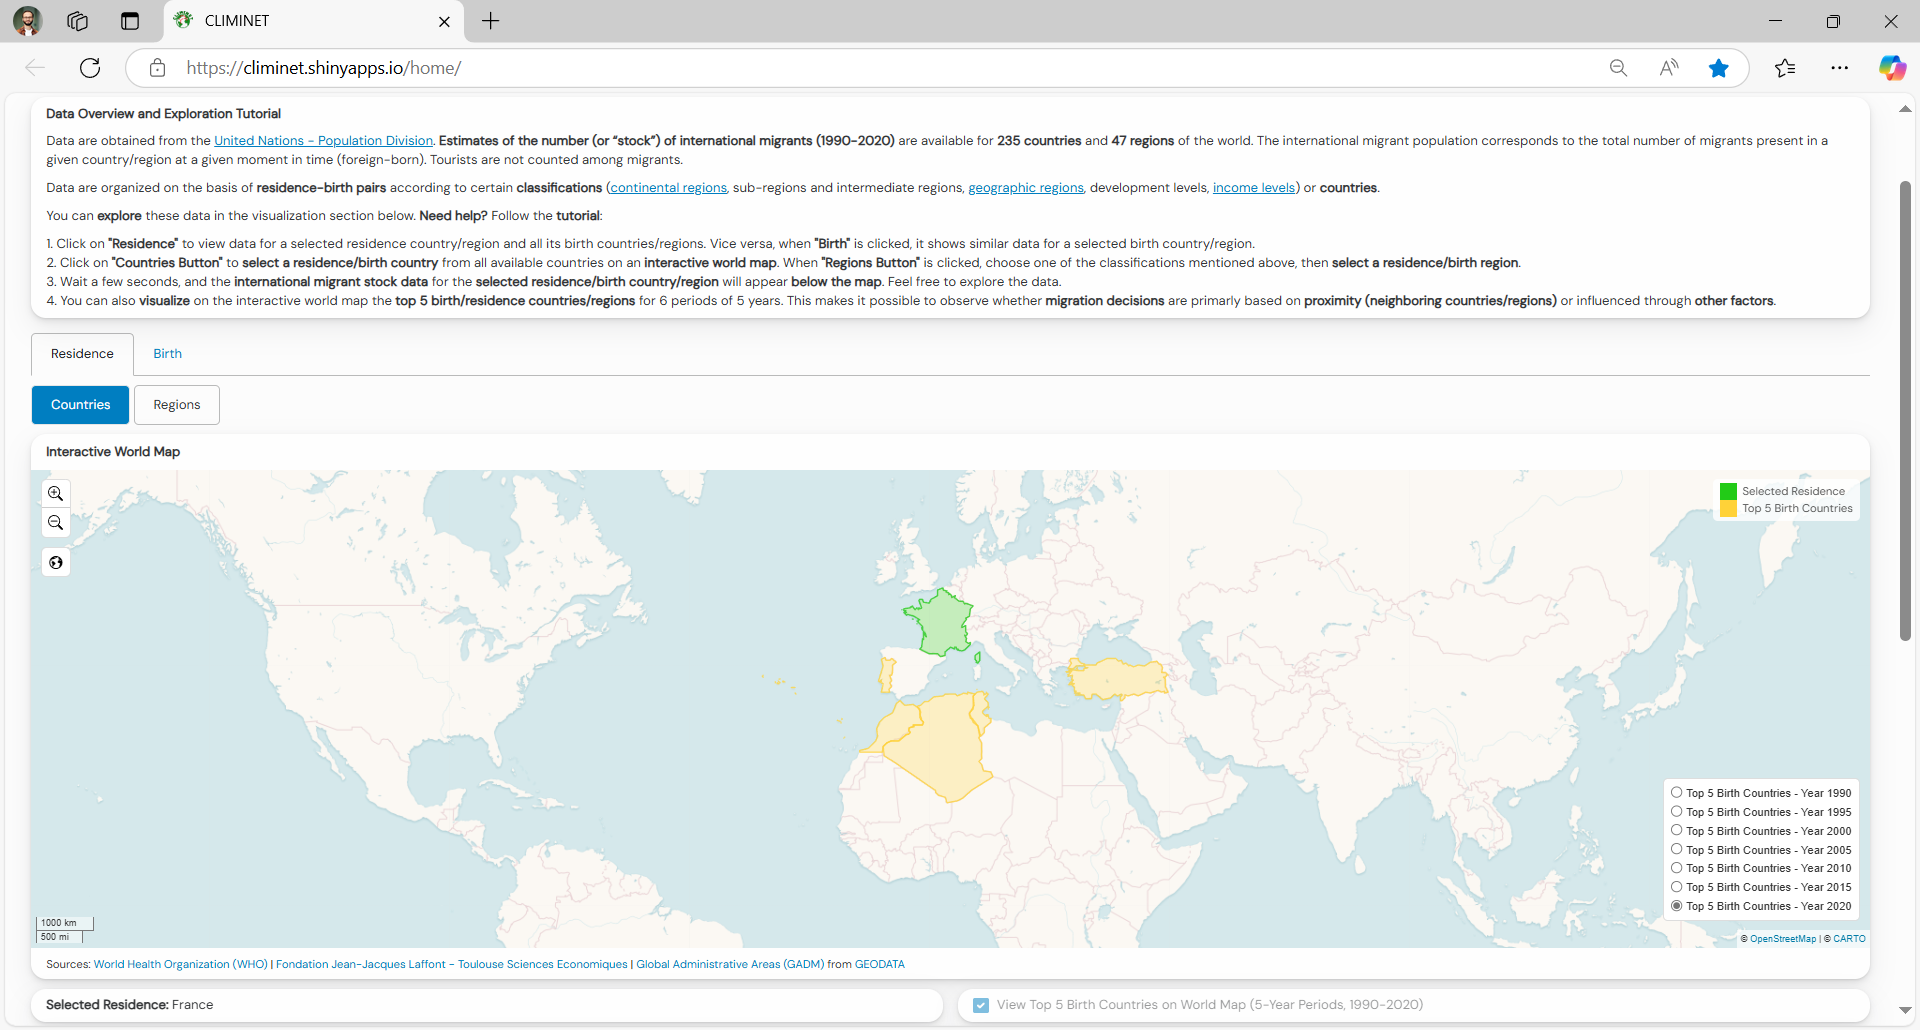 CLIMINET
https://climinet.shinyapps.io/home/
Data Overview and Exploration Tutorial
Data are obtained from the United Nations - Population Division. Estimates of the number (or “stock”) of international migrants (1990-2020) are available for 235 countries and 47 regions of the world. The international migrant population corresponds to the total number of migrants present in a
given country/region at a given moment in time (foreign-born). Tourists are not counted among migrants.
Data are organized on the basis of residence-birth pairs according to certain classifications (continental regions, sub-regions and intermediate regions, geographic regions, development levels, income levels) or countries.
You can explore these data in the visualization section below. Need help? Follow the tutorial:
1. Click on "Residence" to view data for a selected residence country/region and all its birth countries/regions. Vice versa, when "Birth" is clicked, it shows similar data for a selected birth country/region.
2. Click on "Countries Button" to select a residence/birth country from all available countries on an interactive world map. When "Regions Button" is clicked, choose one of the classifications mentioned above, then select a residence/birth region.
3. Wait a few seconds, and the international migrant stock data for the selected residence/birth country/region will appear below the map. Feel free to explore the data.
4. You can also visualize on the interactive world map the top 5 birth/residence countries/regions for 6 periods of 5 years. This makes it possible to observe whether migration decisions are primarly based on proximity (neighboring countries/regions) or influenced through other factors.
Residence Birth
Countries Regions
Interactive World Map
Selected Residence
Top 5 Birth Countries
Top 5 Birth Countries - Year 1990
Top 5 Birth Countries - Year 1995
Top 5 Birth Countries - Year 2000
Top 5 Birth Countries - Year 2005
Top 5 Birth Countries - Year 2010
Top 5 Birth Countries - Year 2015
Top 5 Birth Countries - Year 2020
1000 km
500 mi
© OpenStreetMap | © CARTO
Sources: World Health Organization (WHO) | Fondation Jean-Jacques Laffont - Toulouse Sciences Economiques | Global Administrative Areas (GADM) from GEODATA
Selected Residence: France
View Top 5 Birth Countries on World Map (5-Year Periods, 1990-2020)